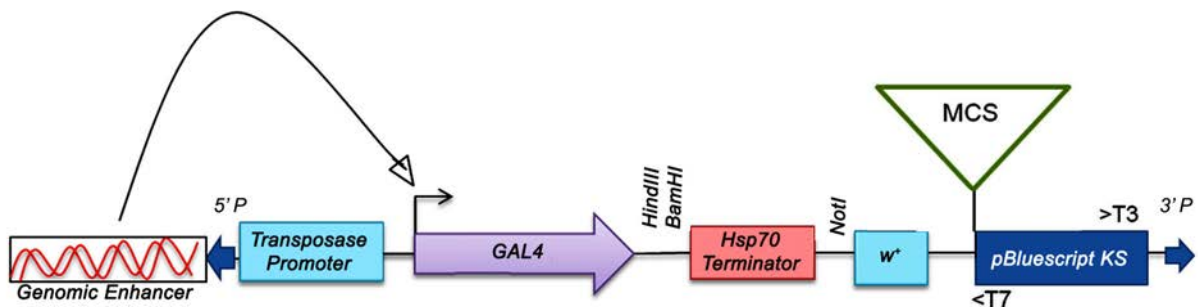 MCS
HindIII
BamHI
NotI
5' P
Transposase
Promoter
GAL4
Hsp70
Terminator
w+
>T3
3' P
pBluescript KS
<T7
Genomic Enhancer